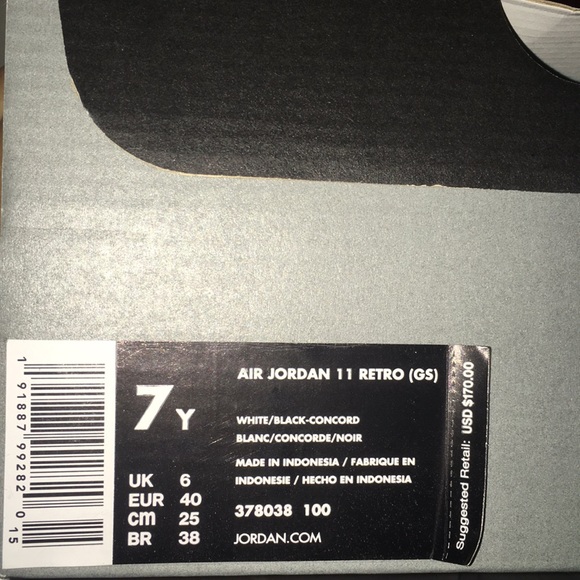 1 91887 99282 0 15
7 Y
UK 6
EUR 40
cm 25
BR 38
AIR JORDAN 11 RETRO (GS)
WHITE/BLACK-CONCORD
BLANC/CONCORDE/NOIR
MADE IN INDONESIA / FABRIQUE EN
INDONESIE / HECHO EN INDONESIA
378038 100
JORDAN.COM
Suggested Retail: USD $170.00